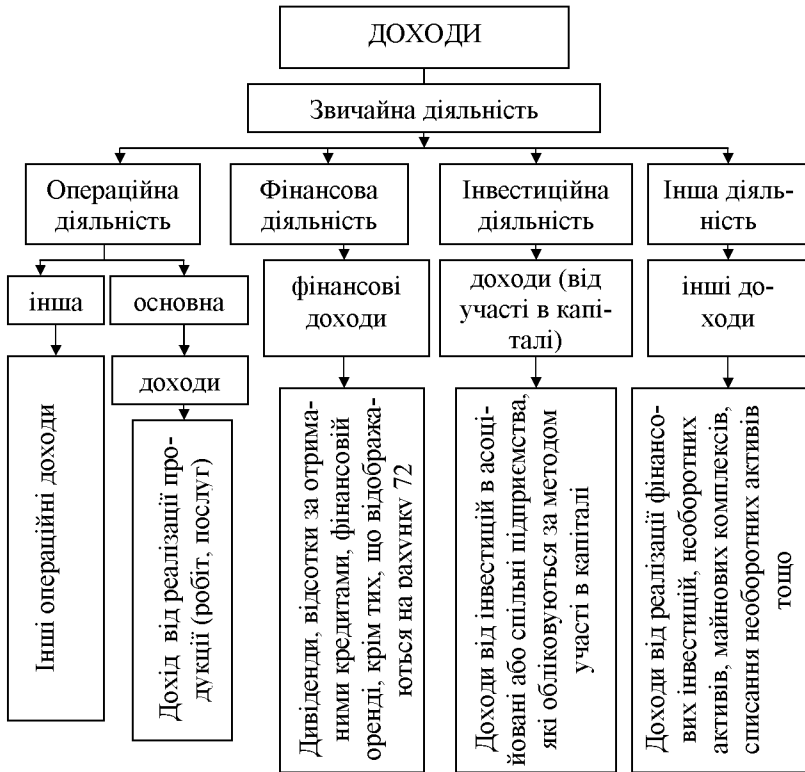 ДОХОДИ
Звичайна діяльність
Операційна
діяльність
Фінансова
діяльність
Інвестиційна
діяльність
Інша діяль-
ність
інша
основна
фінансові
доходи
доходи (від
участі в капі-
талі)
інші до-
ходи
доходи
Інші операційні доходи
Дохід від реалізації про-
дукції (робіт, послуг)
Дивіденди, відсотки за отрима-
ними кредитами, фінансовій
оренді, крім тих, що відобража-
ються на рахунку 72
Доходи від інвестицій в асоці-
йовані або спільні підприємства,
які обліковуються за методом
участі в капіталі
Доходи від реалізації фінансо-
вих інвестицій, необоротних
активів, майнових комплексів,
списання необоротних активів
тощо